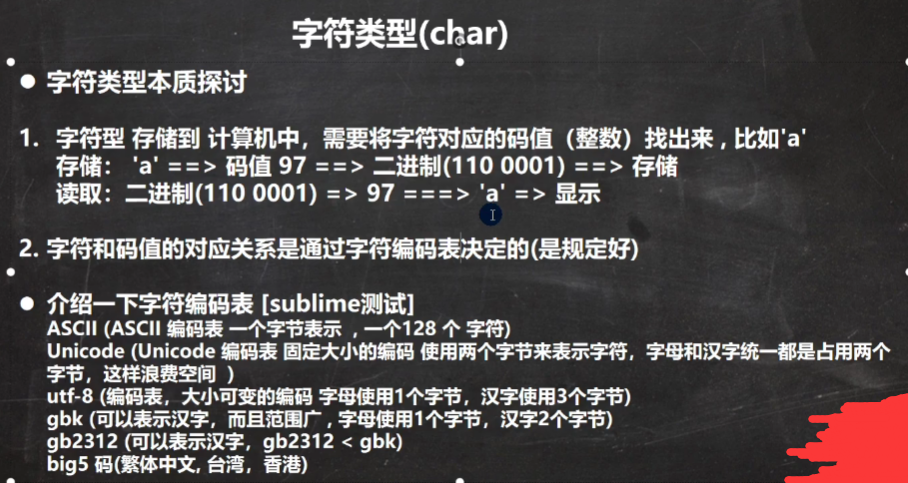 字符类型(char)
● 字符类型本质探讨
1. 字符型 存储到 计算机中，需要将字符对应的码值（整数）找出来 , 比如'a'
存储： 'a' ==> 码值 97 ==> 二进制(110 0001) ==> 存储
读取：二进制(110 0001) => 97 ===> 'a' => 显示
2. 字符和码值的对应关系是通过字符编码表决定的(是规定好)
● 介绍一下字符编码表 [sublime测试]
ASCII (ASCII 编码表 一个字节表示 , 一个128 个 字符)
Unicode (Unicode 编码表 固定大小的编码 使用两个字节来表示字符，字母和汉字统一都是占用两个
字节，这样浪费空间 )
utf-8 (编码表，大小可变的编码 字母使用1个字节，汉字使用3个字节)
gbk (可以表示汉字，而且范围广 , 字母使用1个字节，汉字2个字节)
gb2312 (可以表示汉字，gb2312 < gbk)
big5 码(繁体中文, 台湾，香港)